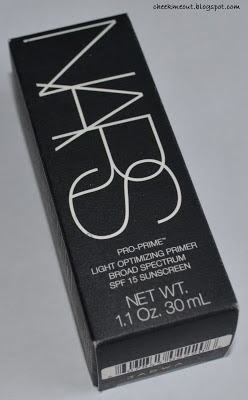 cheekmeout.blogspot.com
NARS
PRO-PRIME™
LIGHT OPTIMIZING PRIMER
BROAD SPECTRUM
SPF 15 SUNSCREEN
NET WT.
1.1 Oz. 30 mL